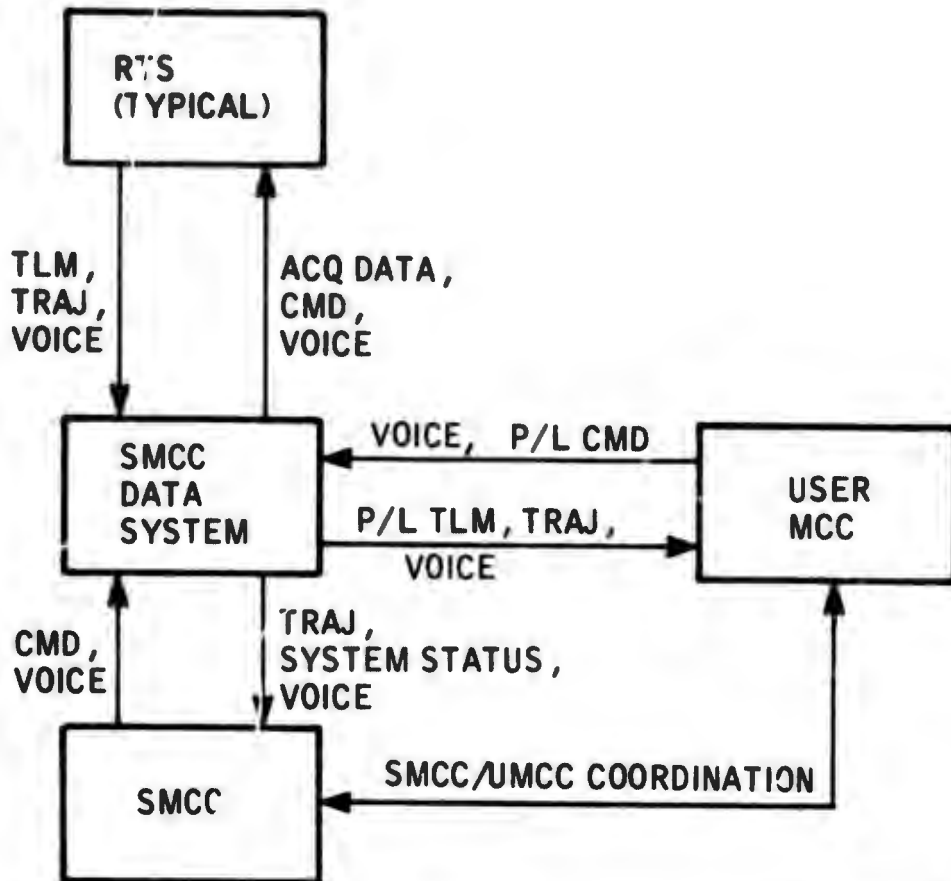 RTS
(TYPICAL)
TLM,
TRAJ,
VOICE
ACQ DATA,
CMD,
VOICE
SMCC
DATA
SYSTEM
VOICE, P/L CMD
P/L TLM, TRAJ,
VOICE
USER
MCC
CMD,
VOICE
TRAJ,
SYSTEM STATUS,
VOICE
SMCC
SMCC/UMCC COORDINATION